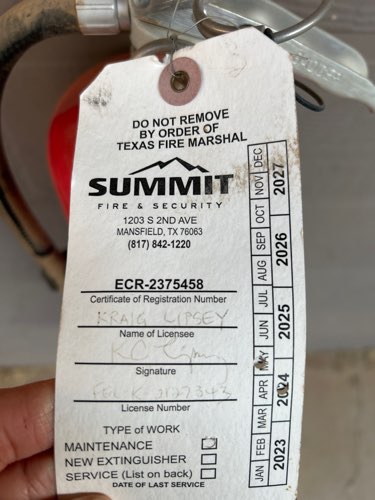 DO NOT REMOVE
BY ORDER OF
TEXAS FIRE MARSHAL
SUMMIT
FIRE & SECURITY
1203 S 2ND AVE
MANSFIELD, TX 76063
(817) 842-1220
ECR-2375458
Certificate of Registration Number
KRAIG LIPSEY
Name of Licensee
Signature
License Number
TYPE OF WORK
MAINTENANCE
NEW EXTINGUISHER
SERVICE (List on back)
DATE OF LAST SERVICE
JAN FEB MAR APR MAY JUN JUL AUG SEP OCT NOV DEC
2023 2024 2025 2026 2027